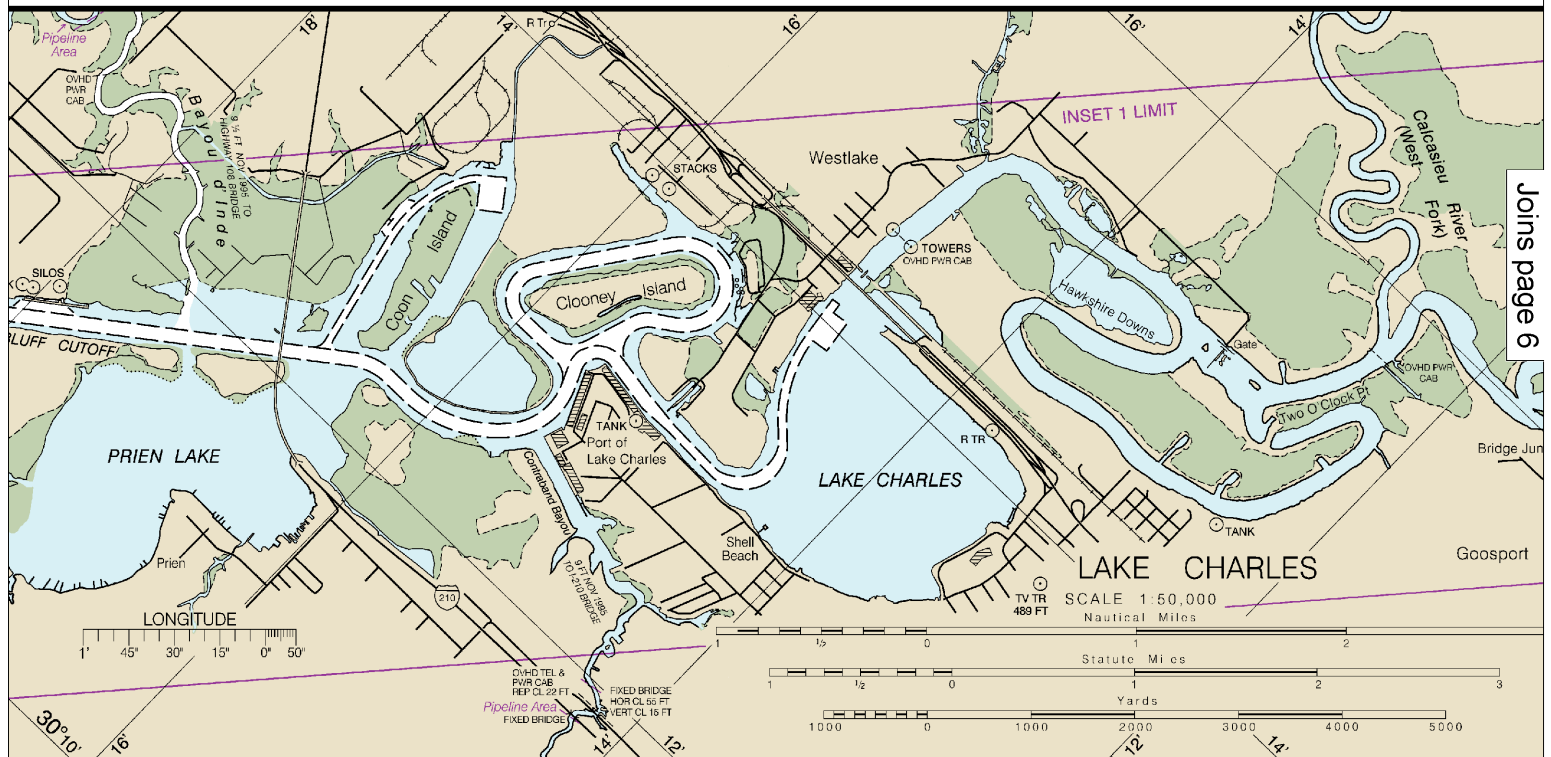 18'
14'
R Tr
16'
16'
14'
Pipeline
Area
OVHD
PWR
CAB
Bayou d' Inde
9 ½ FT NOV 1995 TO
HIGHWAY 108 BRIDGE
INSET 1 LIMIT
Calcasieu River
(West Fork)
Joins page 6
STACKS
Westlake
TOWERS
OVHD PWR CAB
Coon Island
Clooney Island
SILOS
Hawkshire Downs
Gate
OVHD PWR
CAB
Two O'Clock Pt
BLUFF CUTOFF
TANK
Port of
Lake Charles
R TR
Bridge Jun
PRIEN LAKE
LAKE CHARLES
Contraband Bayou
TANK
Shell
Beach
Goosport
Prien
9 FT NOV 1995
TO I-210 BRIDGE
210
LAKE CHARLES
TV TR
489 FT
SCALE 1:50,000
Nautical Miles
1 ½ 0 1 2
LONGITUDE
1' 45" 30" 15" 0" 50"
Statute Mi es
1 ½ 0 1 2 3
OVHD TEL &
PWR CAB
REP CL 22 FT
FIXED BRIDGE
HOR CL 55 FT
VERT CL 15 FT
Pipeline Area
FIXED BRIDGE
Yards
1000 0 1000 2000 3000 4000 5000
30°10'
16'
14'
12'
12'
14'